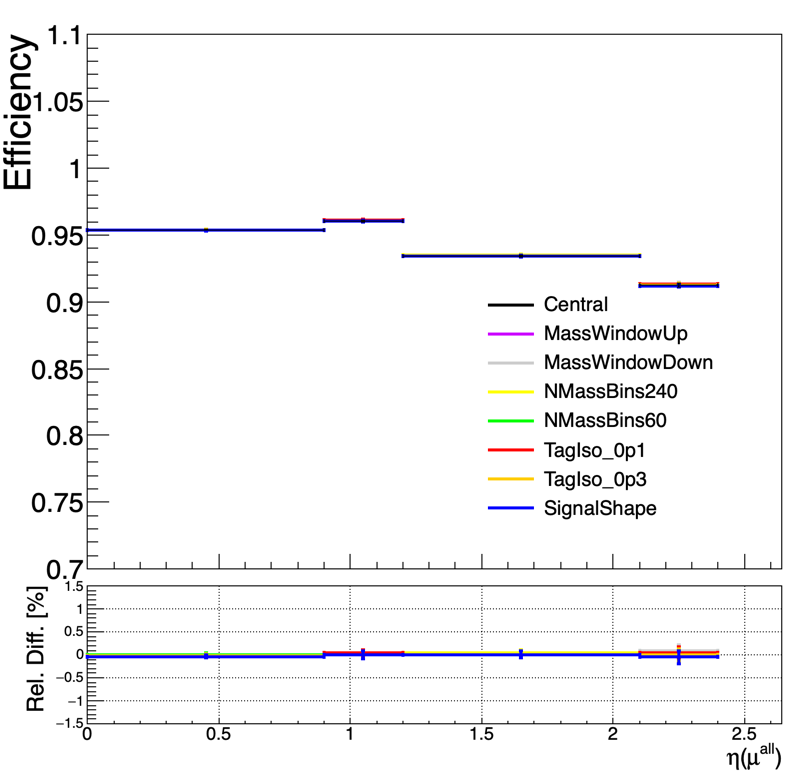 Efficiency
1.1
1.05
1
0.95
0.9
0.85
0.8
0.75
0.7
Central
MassWindowUp
MassWindowDown
NMassBins240
NMassBins60
TagIso_0p1
TagIso_0p3
SignalShape
Rel. Diff. [%]
1.5
1
0.5
0
−0.5
−1
−1.5
0 0.5 1 1.5 2 2.5
η(μ^all)